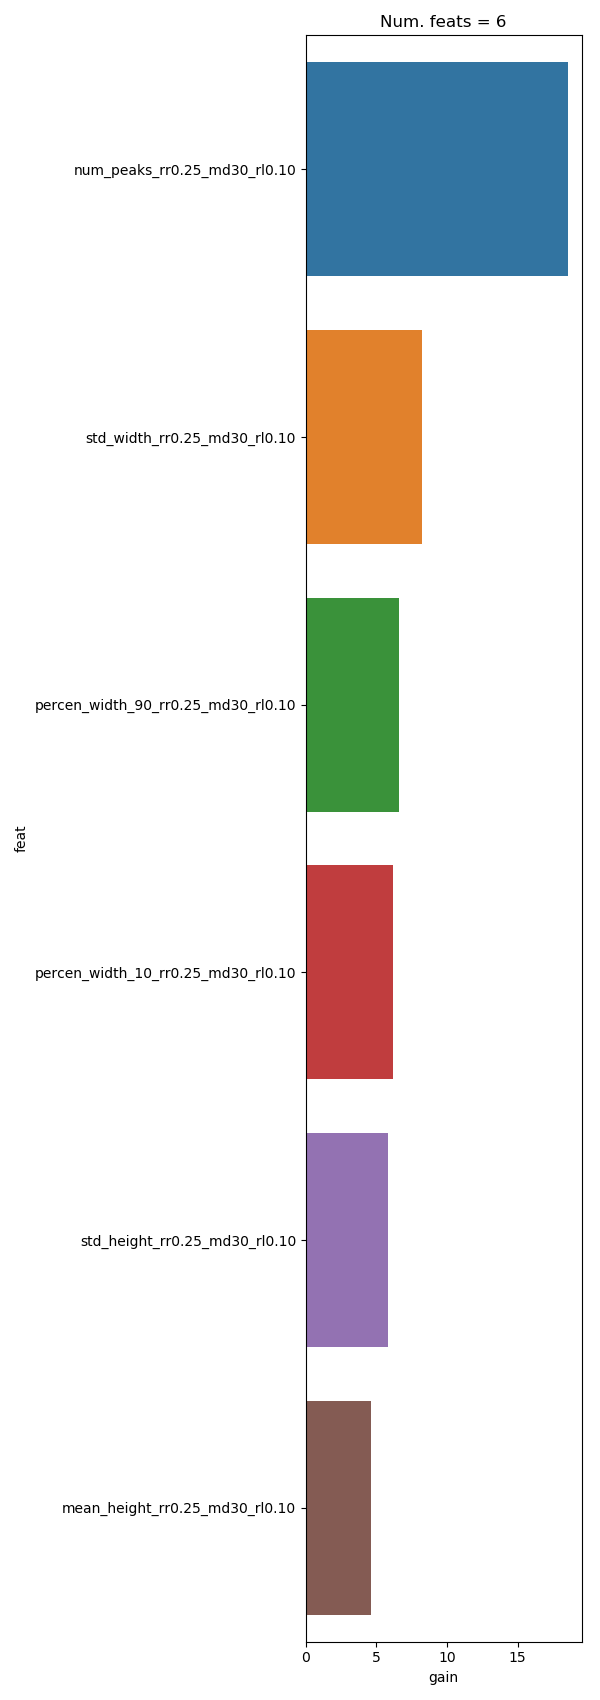 Num. feats = 6
num_peaks_rr0.25_md30_rl0.10
std_width_rr0.25_md30_rl0.10
percen_width_90_rr0.25_md30_rl0.10
feat
percen_width_10_rr0.25_md30_rl0.10
std_height_rr0.25_md30_rl0.10
mean_height_rr0.25_md30_rl0.10
0 5 10 15
gain